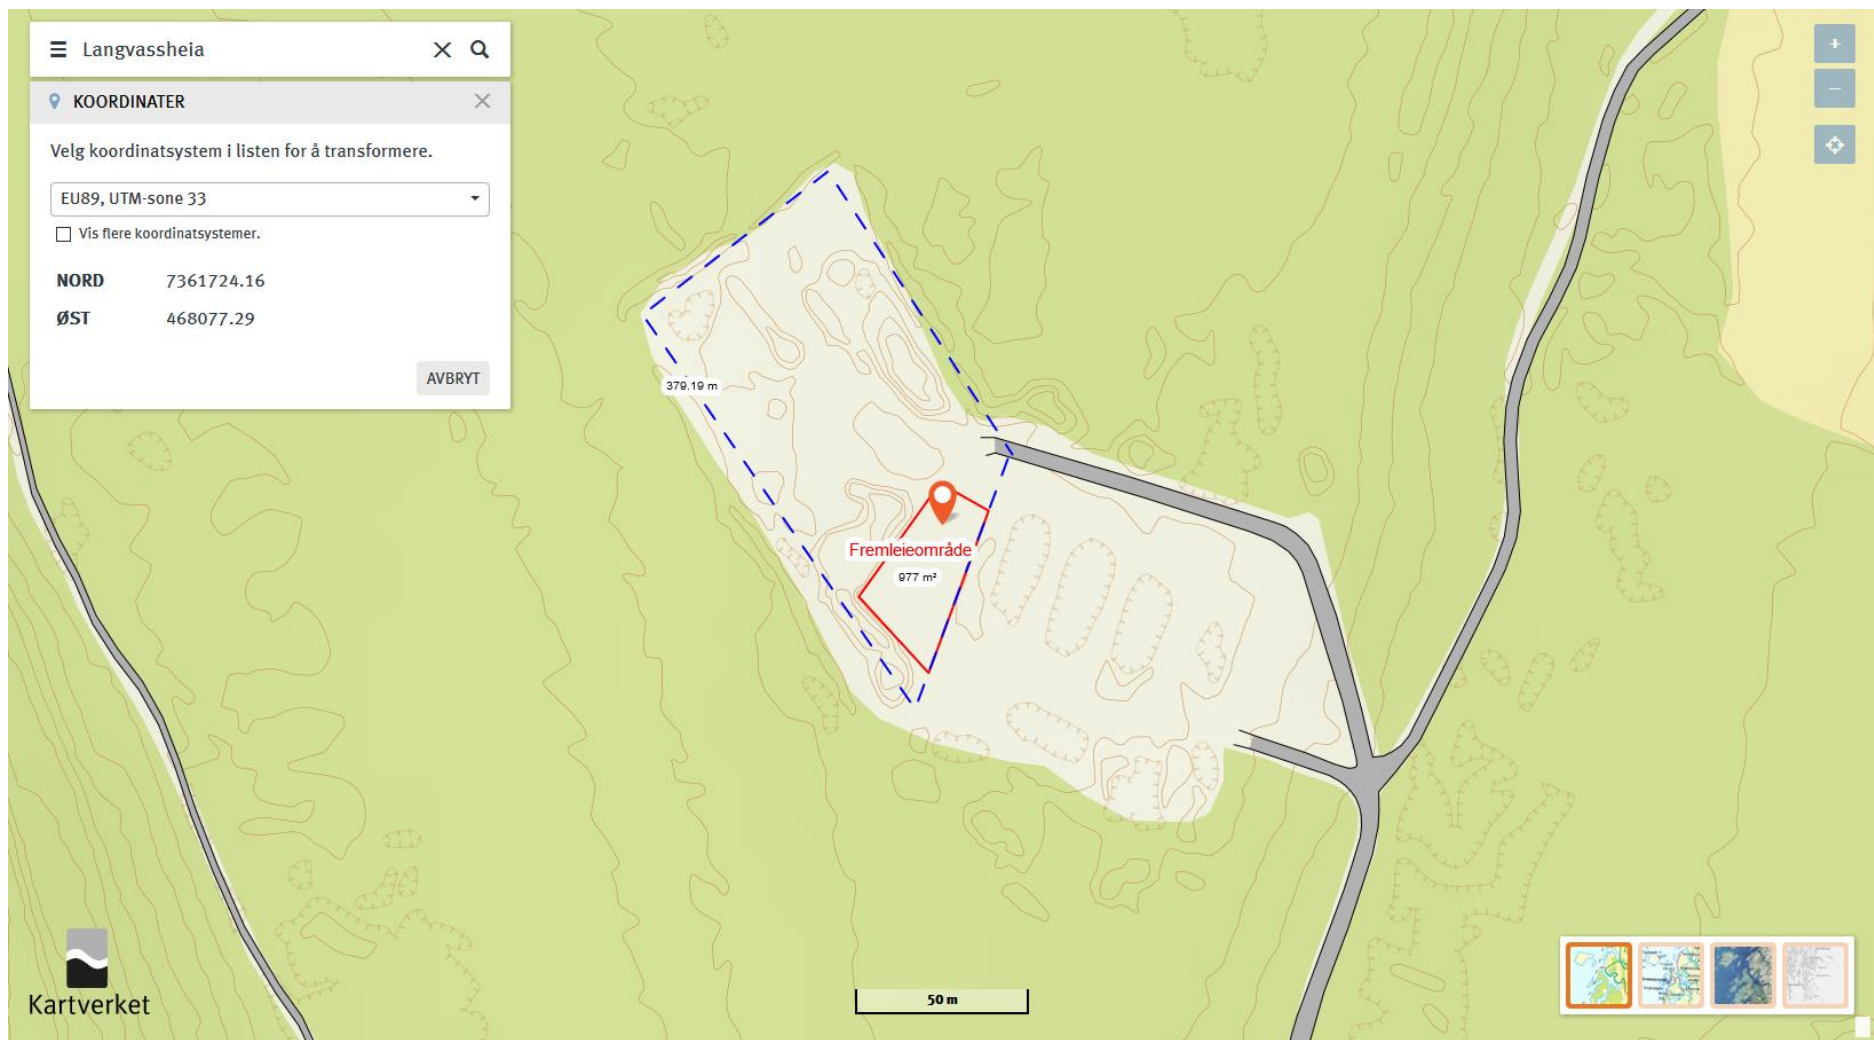 Langvassheia
KOORDINATER
Velg koordinatsystem i listen for å transformere.
EU89, UTM-sone 33
Vis flere koordinatsystemer.
NORD 7361724.16
ØST 468077.29
AVBRYT
379.19 m
Fremleieområde
977 m²
50 m
Kartverket